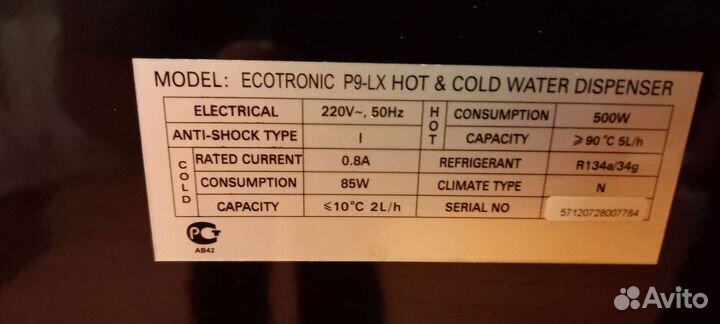 MODEL: ECOTRONIC P9-LX HOT & COLD WATER DISPENSER
ELECTRICAL 220V~, 50Hz HOT CONSUMPTION 500W
ANTI-SHOCK TYPE I CAPACITY ⩾90℃ 5L/h
COLD RATED CURRENT 0.8A REFRIGERANT R134a/34g
CONSUMPTION 85W CLIMATE TYPE N
CAPACITY ⩽10℃ 2L/h SERIAL NO 57120728007784
РСТ
АВ42
Avito